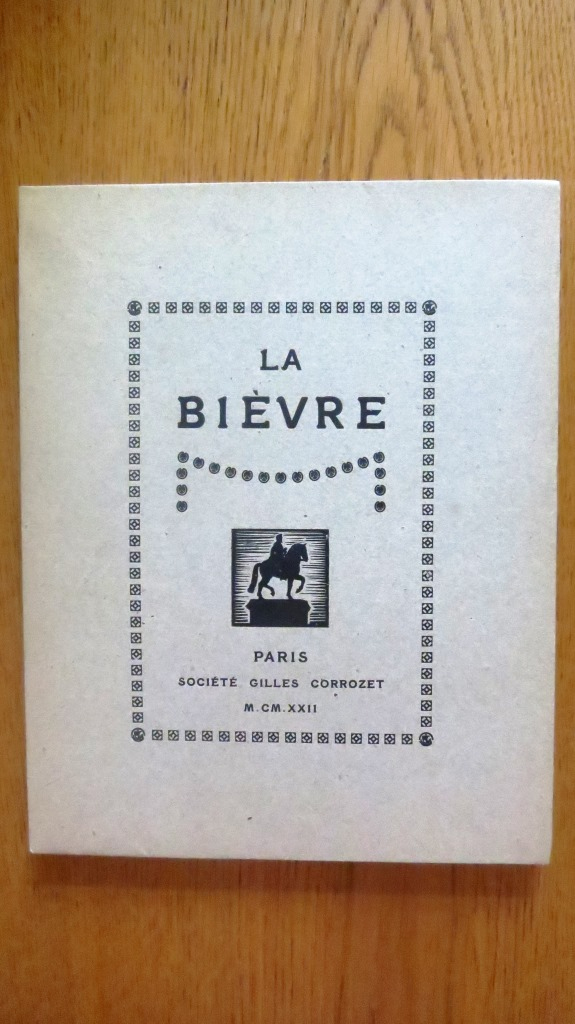 LA
BIÈVRE
PARIS
SOCIÉTÉ GILLES CORROZET
M.CM.XXII